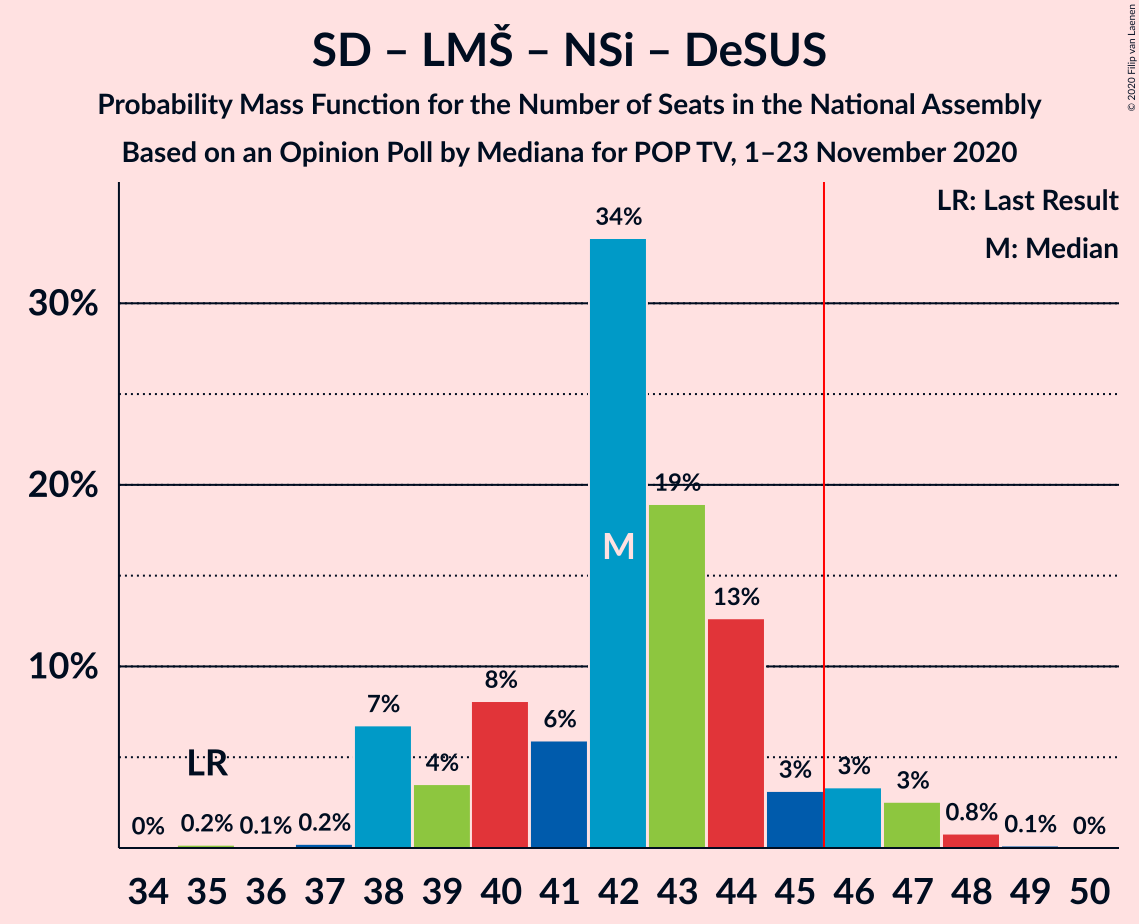 SD – LMŠ – NSi – DeSUS
Probability Mass Function for the Number of Seats in the National Assembly
Based on an Opinion Poll by Mediana for POP TV, 1–23 November 2020
© 2020 Filip van Laenen
LR: Last Result
M: Median
34%
30%
20%
19%
M
13%
10%
8%
7%
6%
LR
4%
3%
3%
3%
0%
0.2%
0.1%
0.2%
0.8%
0.1%
0%
34 35 36 37 38 39 40 41 42 43 44 45 46 47 48 49 50